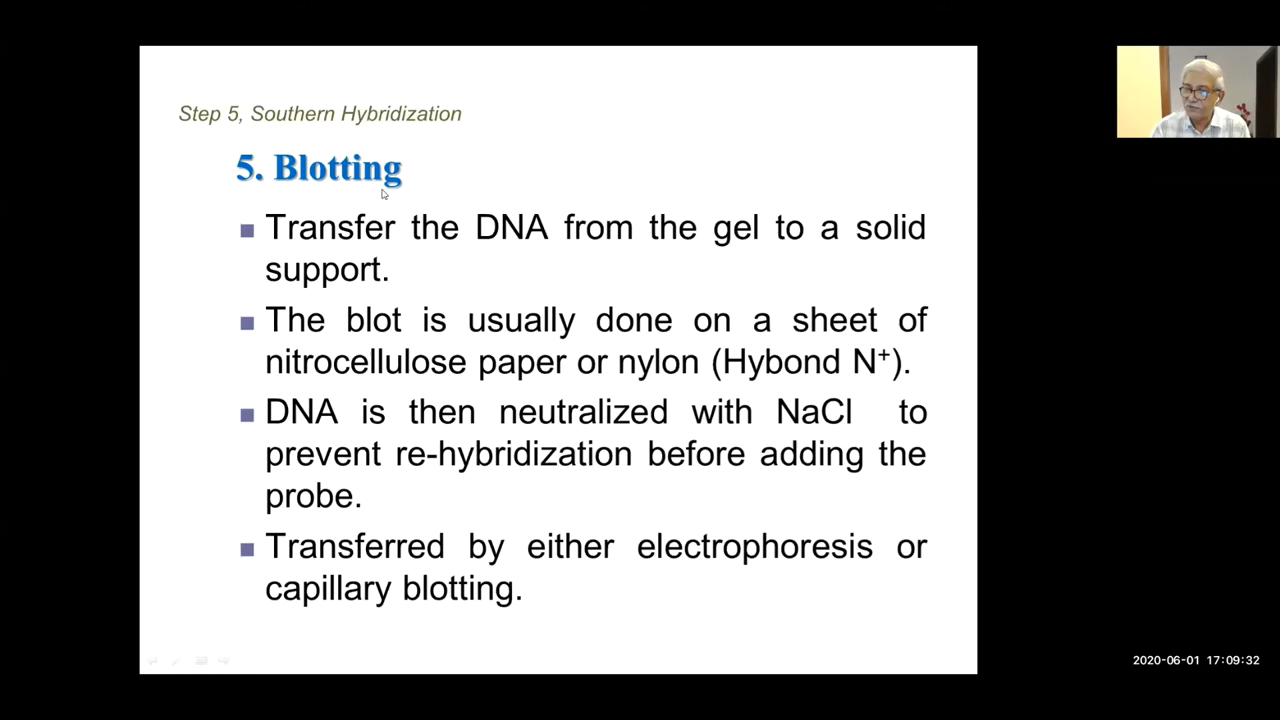 Step 5, Southern Hybridization
5. Blotting
Transfer the DNA from the gel to a solid
support.
The blot is usually done on a sheet of
nitrocellulose paper or nylon (Hybond N⁺).
DNA is then neutralized with NaCl to
prevent re-hybridization before adding the
probe.
Transferred by either electrophoresis or
capillary blotting.
2020-06-01 17:09:32